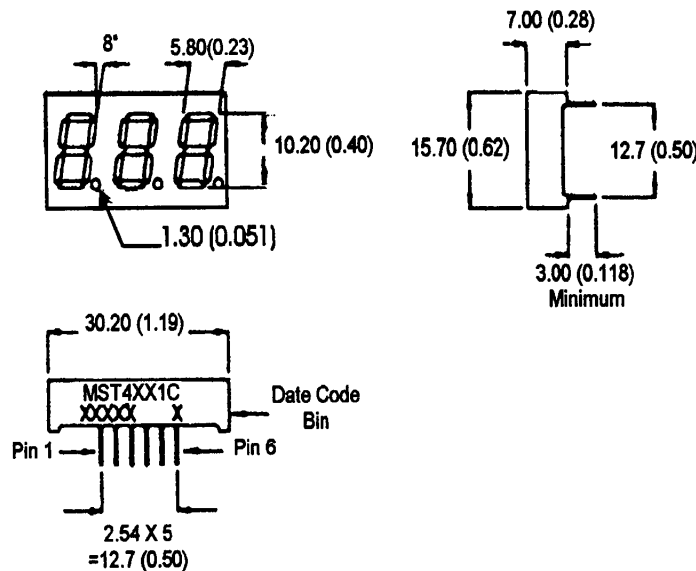 7.00 (0.28)
8°
5.80(0.23)
10.20 (0.40)
15.70 (0.62)
12.7 (0.50)
1.30 (0.051)
3.00 (0.118)
Minimum
30.20 (1.19)
MST4XX1C
XXXXX X
Date Code
Bin
Pin 1
Pin 6
2.54 X 5
=12.7 (0.50)